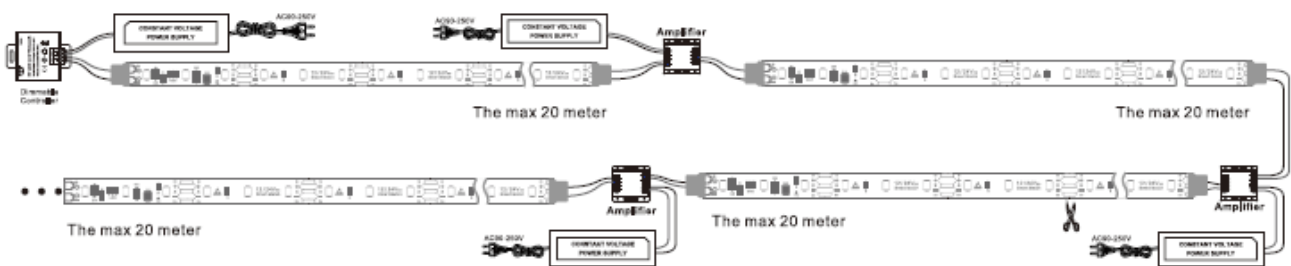 AC90-250V
CONSTANT VOLTAGE
POWER SUPPLY
AC90-250V
CONSTANT VOLTAGE
POWER SUPPLY
Amplifier
Dimmable
Controller
The max 20 meter
The max 20 meter
Amplifier
Amplifier
The max 20 meter
The max 20 meter
AC90-250V
CONSTANT VOLTAGE
POWER SUPPLY
AC90-250V
CONSTANT VOLTAGE
POWER SUPPLY